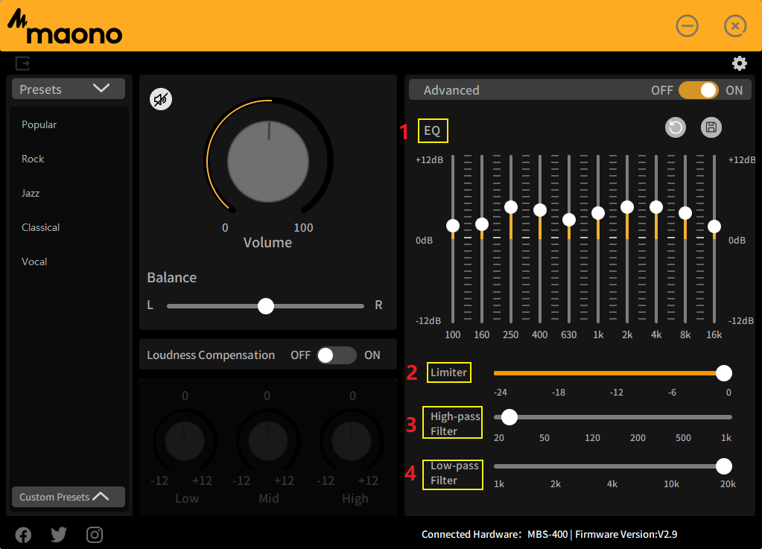 maono
Presets
Popular
Rock
Jazz
Classical
Vocal
Custom Presets
0 100
Volume
Balance
L R
Loudness Compensation OFF ON
0 0 0
-12 +12 -12 +12 -12 +12
Low Mid High
Advanced OFF ON
1 EQ
+12dB +12dB
0dB 0dB
-12dB -12dB
100 160 250 400 630 1k 2k 4k 8k 16k
2 Limiter
-24 -18 -12 -6 0
3 High-pass
Filter
20 50 120 200 500 1k
4 Low-pass
Filter
1k 2k 4k 10k 20k
Connected Hardware: MBS-400 | Firmware Version:V2.9